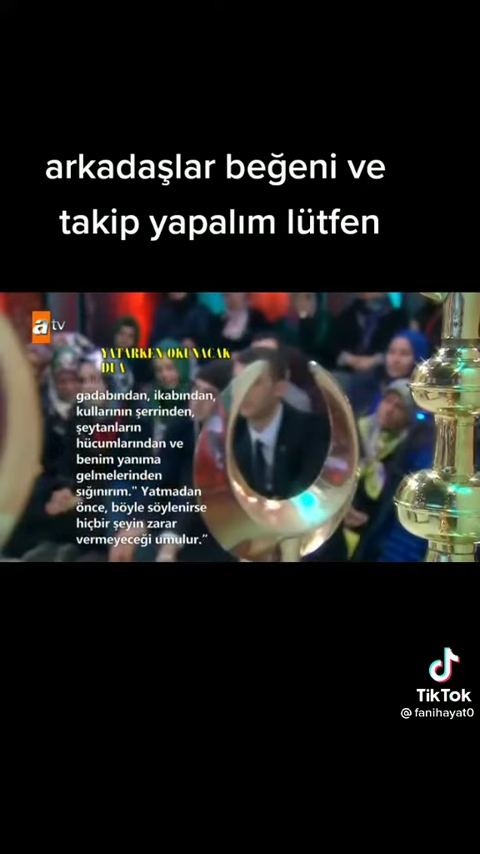 arkadaşlar beğeni ve
takip yapalım lütfen
atv
YATARKEN OKUNACAK
DUA
gadabından, ikabından,
kullarının şerrinden,
şeytanların
hücumlarından ve
benim yanıma
gelmelerinden
sığınırım." Yatmadan
önce, böyle söylenirse
hiçbir şeyin zarar
vermeyeceği umulur.”
TikTok
@fanihayat0